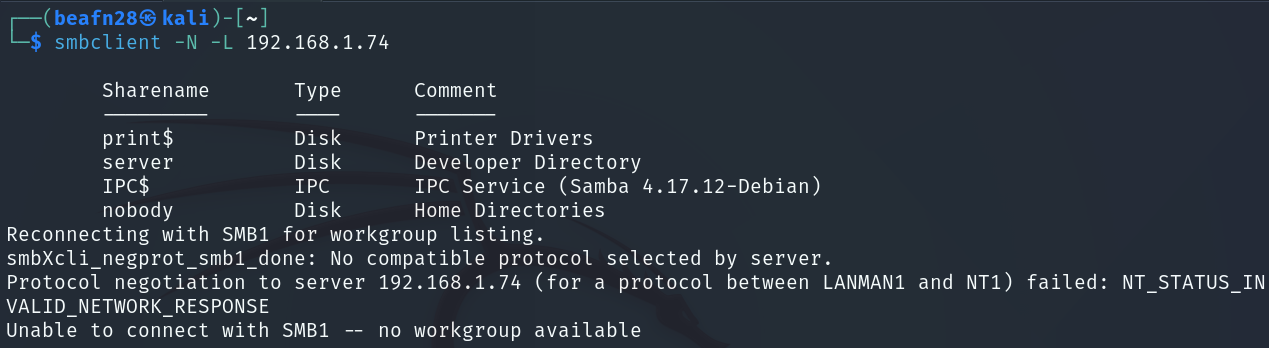 ┌──(beafn28㉿kali)-[~]
└─$ smbclient -N -L 192.168.1.74
Sharename Type Comment
--------- ---- -------
print$ Disk Printer Drivers
server Disk Developer Directory
IPC$ IPC IPC Service (Samba 4.17.12-Debian)
nobody Disk Home Directories
Reconnecting with SMB1 for workgroup listing.
smbXcli_negprot_smb1_done: No compatible protocol selected by server.
Protocol negotiation to server 192.168.1.74 (for a protocol between LANMAN1 and NT1) failed: NT_STATUS_IN
VALID_NETWORK_RESPONSE
Unable to connect with SMB1 -- no workgroup available